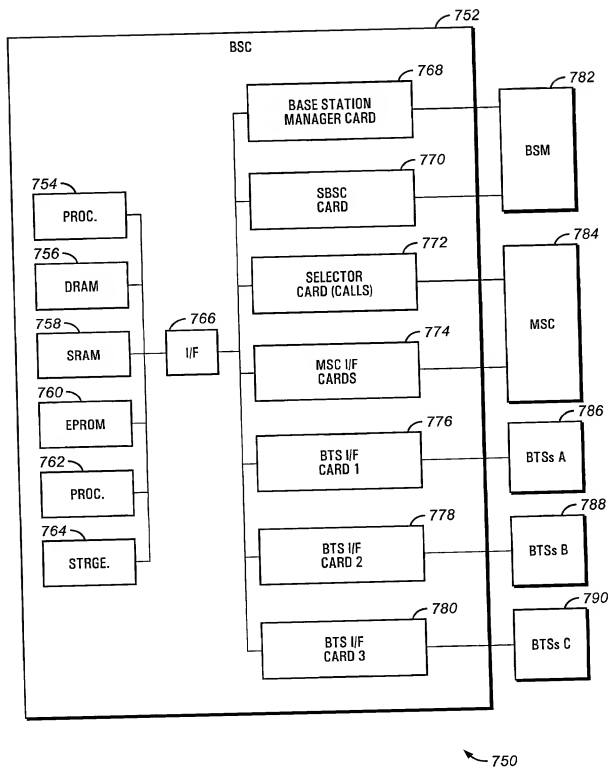 752
BSC
768
BASE STATION
MANAGER CARD
782
BSM
770
SBSC
CARD
754
PROC.
756
DRAM
758
SRAM
760
EPROM
762
PROC.
764
STRGE.
766
I/F
772
SELECTOR
CARD (CALLS)
784
MSC
774
MSC I/F
CARDS
776
BTS I/F
CARD 1
786
BTSs A
778
BTS I/F
CARD 2
788
BTSs B
780
BTS I/F
CARD 3
790
BTSs C
750